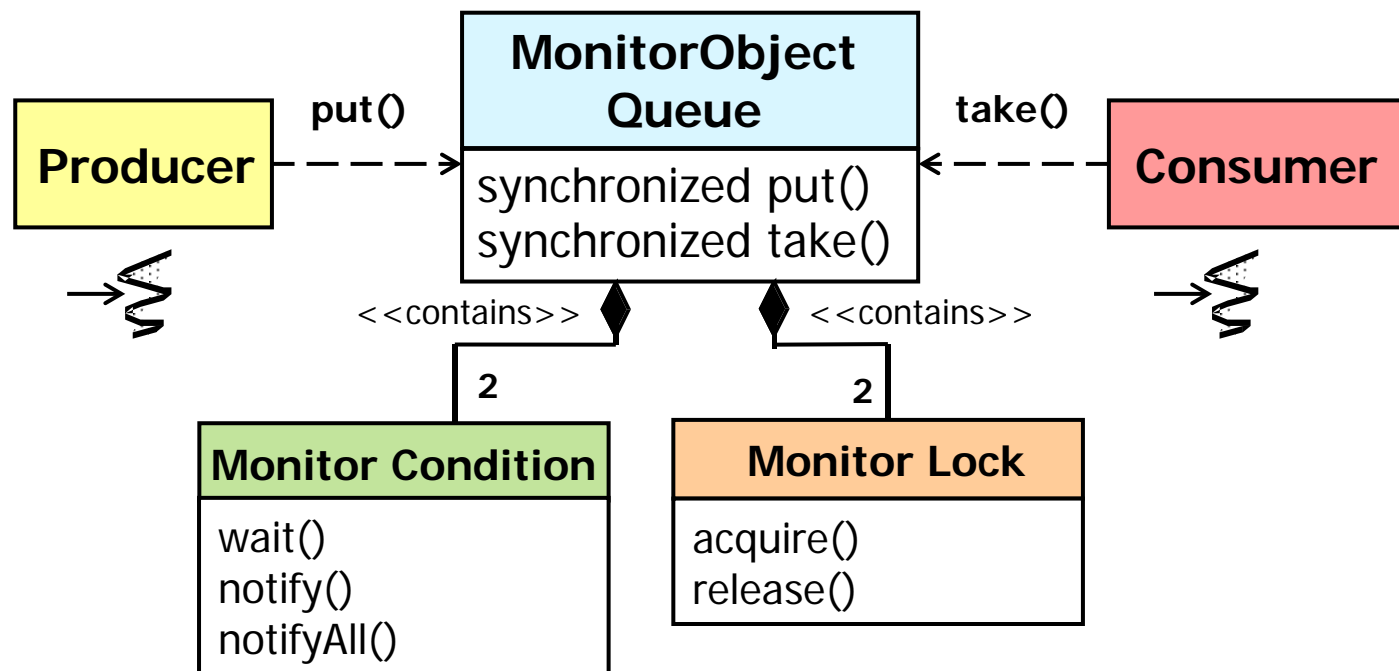 MonitorObject
Queue
put()
take()
Producer
Consumer
synchronized put()
synchronized take()
<<contains>>
<<contains>>
2
2
Monitor Condition
Monitor Lock
wait()
notify()
notifyAll()
acquire()
release()